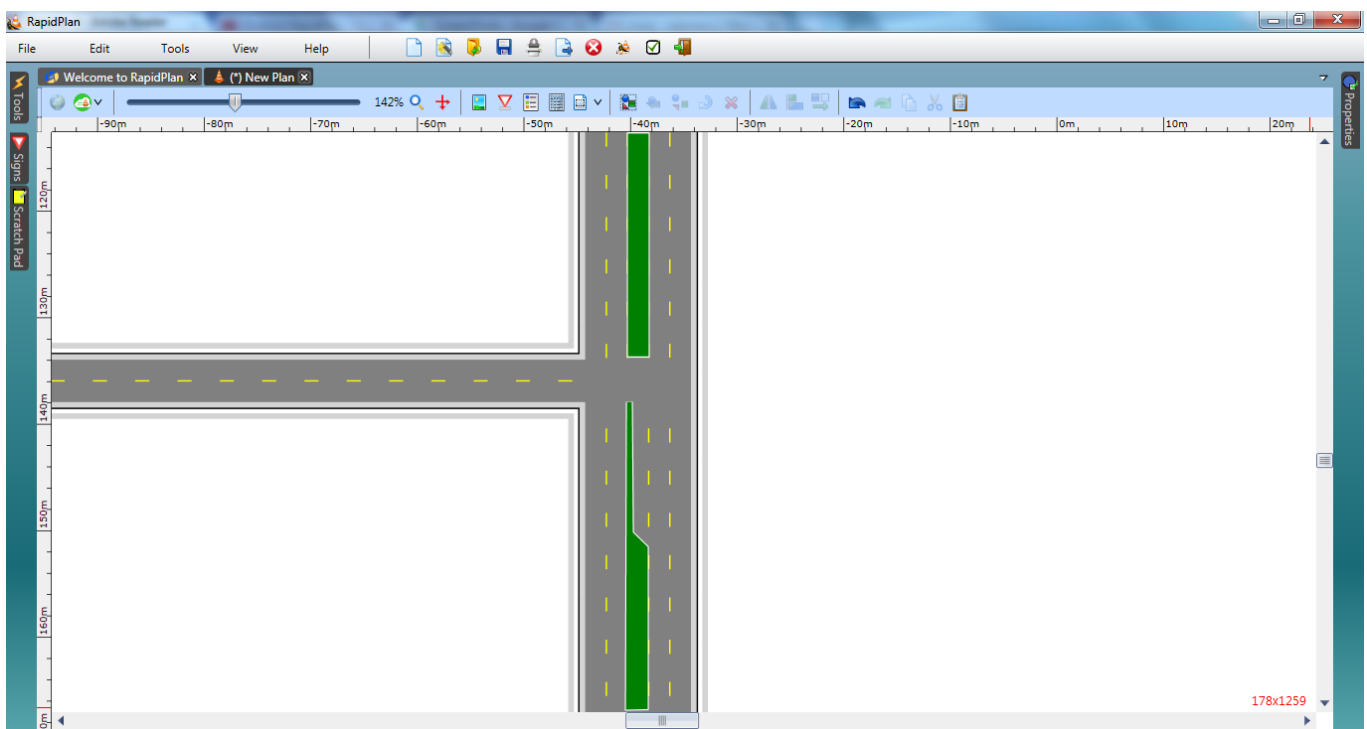 RapidPlan
File Edit Tools View Help
Welcome to RapidPlan (*) New Plan
142%
-90m -80m -70m -60m -50m -40m -30m -20m -10m 0m 10m 20m
Tools
Signs
Scratch Pad
Properties
120m
130m
140m
150m
160m
0m
178x1259